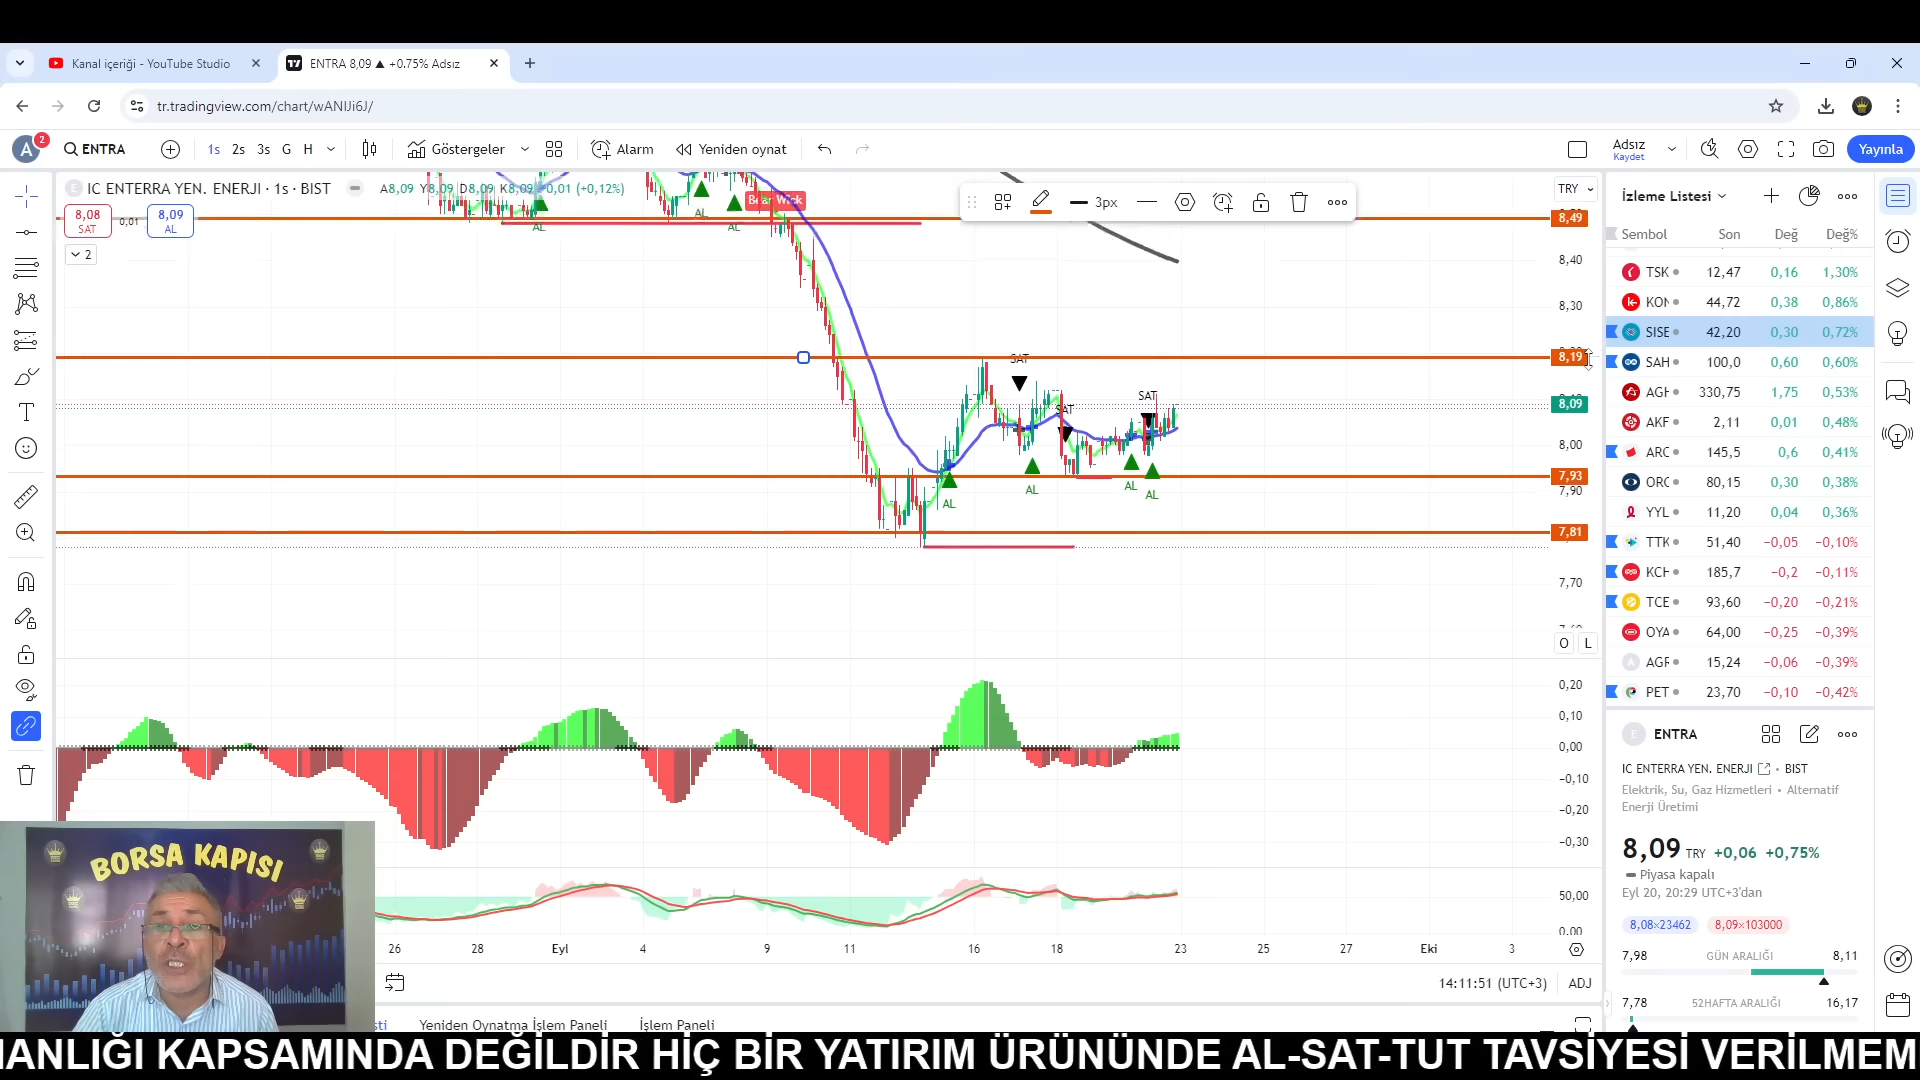 Kanal içeriği - YouTube Studio
ENTRA 8,09 ▲ +0.75% Adsız
tr.tradingview.com/chart/wANlJi6J/
A
2
ENTRA
1s 2s 3s G H
Göstergeler
Alarm
Yeniden oynat
Adsız
Kaydet
Yayınla
IC ENTERRA YEN. ENERJI · 1s · BIST
A8,09 Y8,09 D8,09 K8,09 +0,01 (+0,12%)
8,08
SAT
0,01
8,09
AL
2
Bear Wick
AL
AL
AL
AL
3px
TRY
8,49
8,40
8,30
8,19
8,09
8,00
7,93
7,90
7,81
7,70
SAT
SAT
SAT
AL
AL
AL
AL
O L
0,20
0,10
0,00
−0,10
−0,20
−0,30
50,00
0,00
26 28 Eyl 4 9 11 16 18 23 25 27 Eki 3
14:11:51 (UTC+3) ADJ
Yeniden Oynatma İşlem Paneli
İşlem Paneli
BORSA KAPISI
İzleme Listesi
Sembol Son Değ Değ%
TSK 12,47 0,16 1,30%
KON 44,72 0,38 0,86%
SISE 42,20 0,30 0,72%
SAH 100,0 0,60 0,60%
AGH 330,75 1,75 0,53%
AKF 2,11 0,01 0,48%
ARC 145,5 0,6 0,41%
ORG 80,15 0,30 0,38%
YYL 11,20 0,04 0,36%
TTK 51,40 −0,05 −0,10%
KCH 185,7 −0,2 −0,11%
TCE 93,60 −0,20 −0,21%
OYA 64,00 −0,25 −0,39%
AGR 15,24 −0,06 −0,39%
PET 23,70 −0,10 −0,42%
E ENTRA
IC ENTERRA YEN. ENERJI • BIST
Elektrik, Su, Gaz Hizmetleri • Alternatif
Enerji Üretimi
8,09 TRY +0,06 +0,75%
Piyasa kapalı
Eyl 20, 20:29 UTC+3'dan
8,08×23462 8,09×103000
7,98 GÜN ARALIĞI 8,11
7,78 52HAFTA ARALIĞI 16,17
KAPSAMINDA DEĞİLDİR HİÇ BİR YATIRIM ÜRÜNÜNDE AL-SAT-TUT TAVSİYESİ